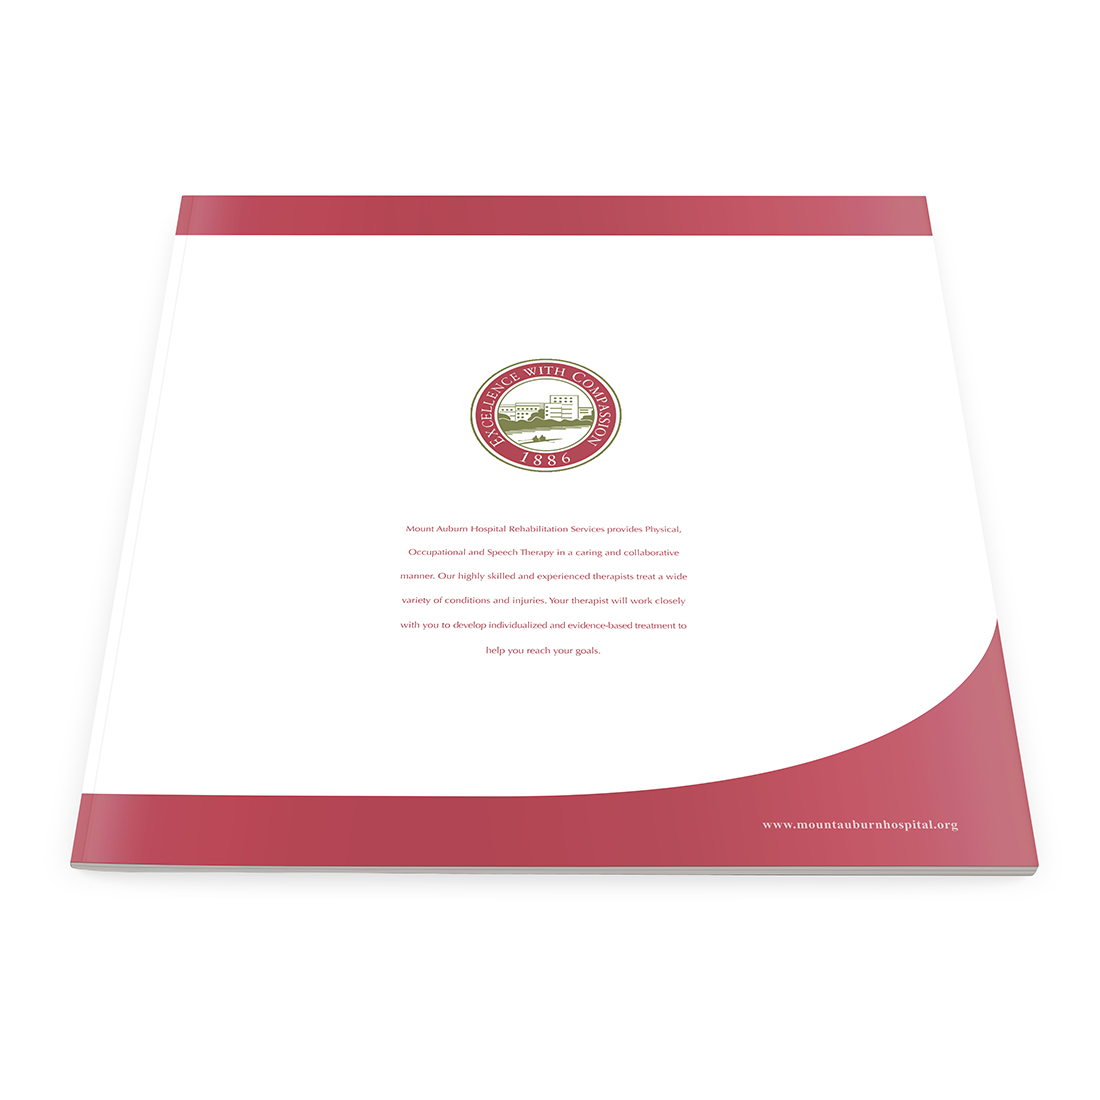 EXCELLENCE WITH COMPASSION
1886
Mount Auburn Hospital Rehabilitation Services provides Physical,
Occupational and Speech Therapy in a caring and collaborative
manner. Our highly skilled and experienced therapists treat a wide
variety of conditions and injuries. Your therapist will work closely
with you to develop individualized and evidence-based treatment to
help you reach your goals.
www.mountauburnhospital.org